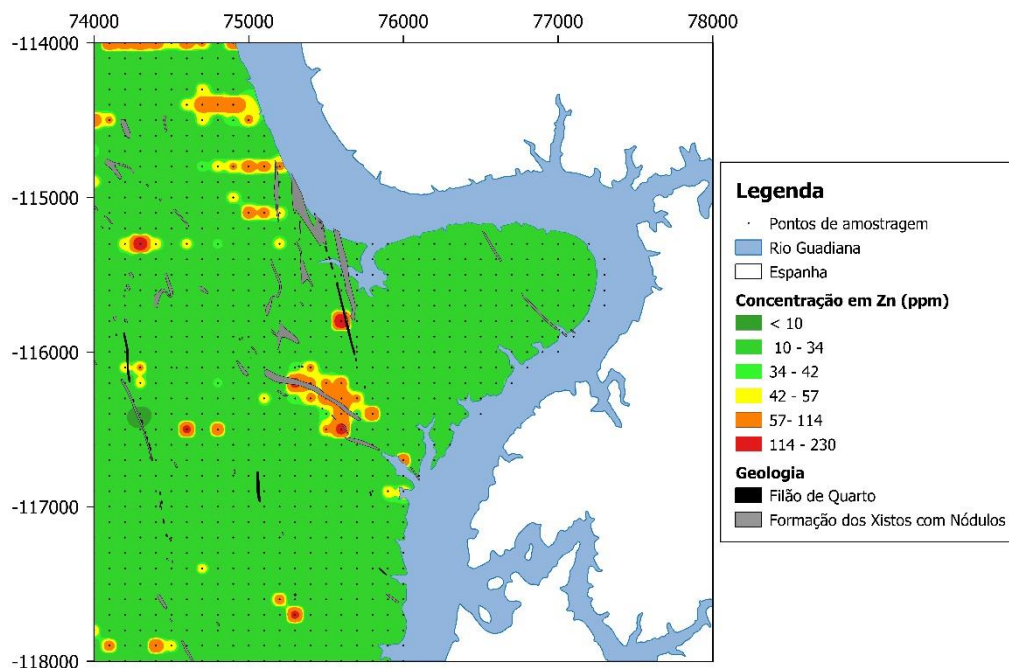 74000 75000 76000 77000 78000
-114000
-115000
-116000
-117000
-118000
Legenda
Pontos de amostragem
Rio Guadiana
Espanha
Concentração em Zn (ppm)
< 10
10 - 34
34 - 42
42 - 57
57- 114
114 - 230
Geologia
Filão de Quarto
Formação dos Xistos com Nódulos